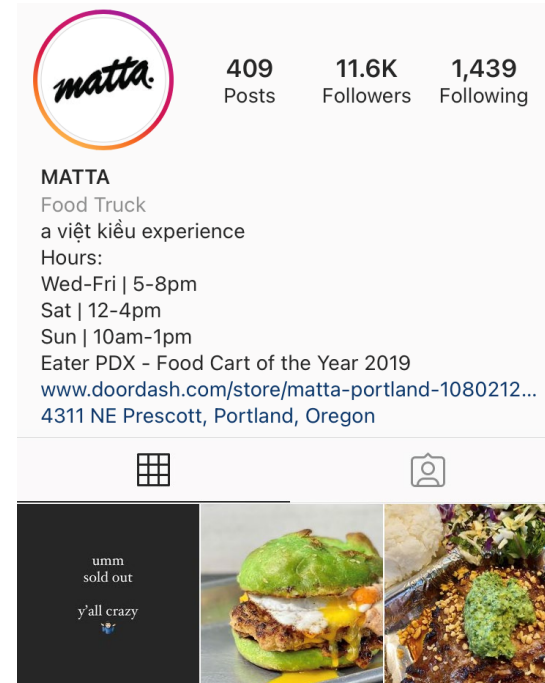 matta.
409
Posts
11.6K
Followers
1,439
Following
MATTA
Food Truck
a việt kiều experience
Hours:
Wed-Fri | 5-8pm
Sat | 12-4pm
Sun | 10am-1pm
Eater PDX - Food Cart of the Year 2019
www.doordash.com/store/matta-portland-1080212...
4311 NE Prescott, Portland, Oregon
umm
sold out
y'all crazy